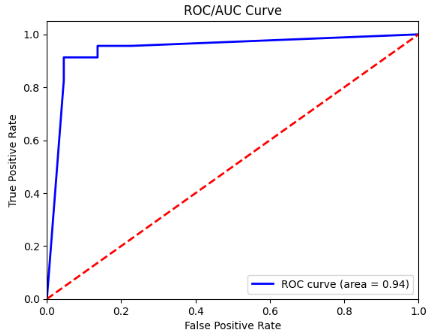 ROC/AUC Curve
True Positive Rate
1.0
0.8
0.6
0.4
0.2
0.0
ROC curve (area = 0.94)
0.0 0.2 0.4 0.6 0.8 1.0
False Positive Rate